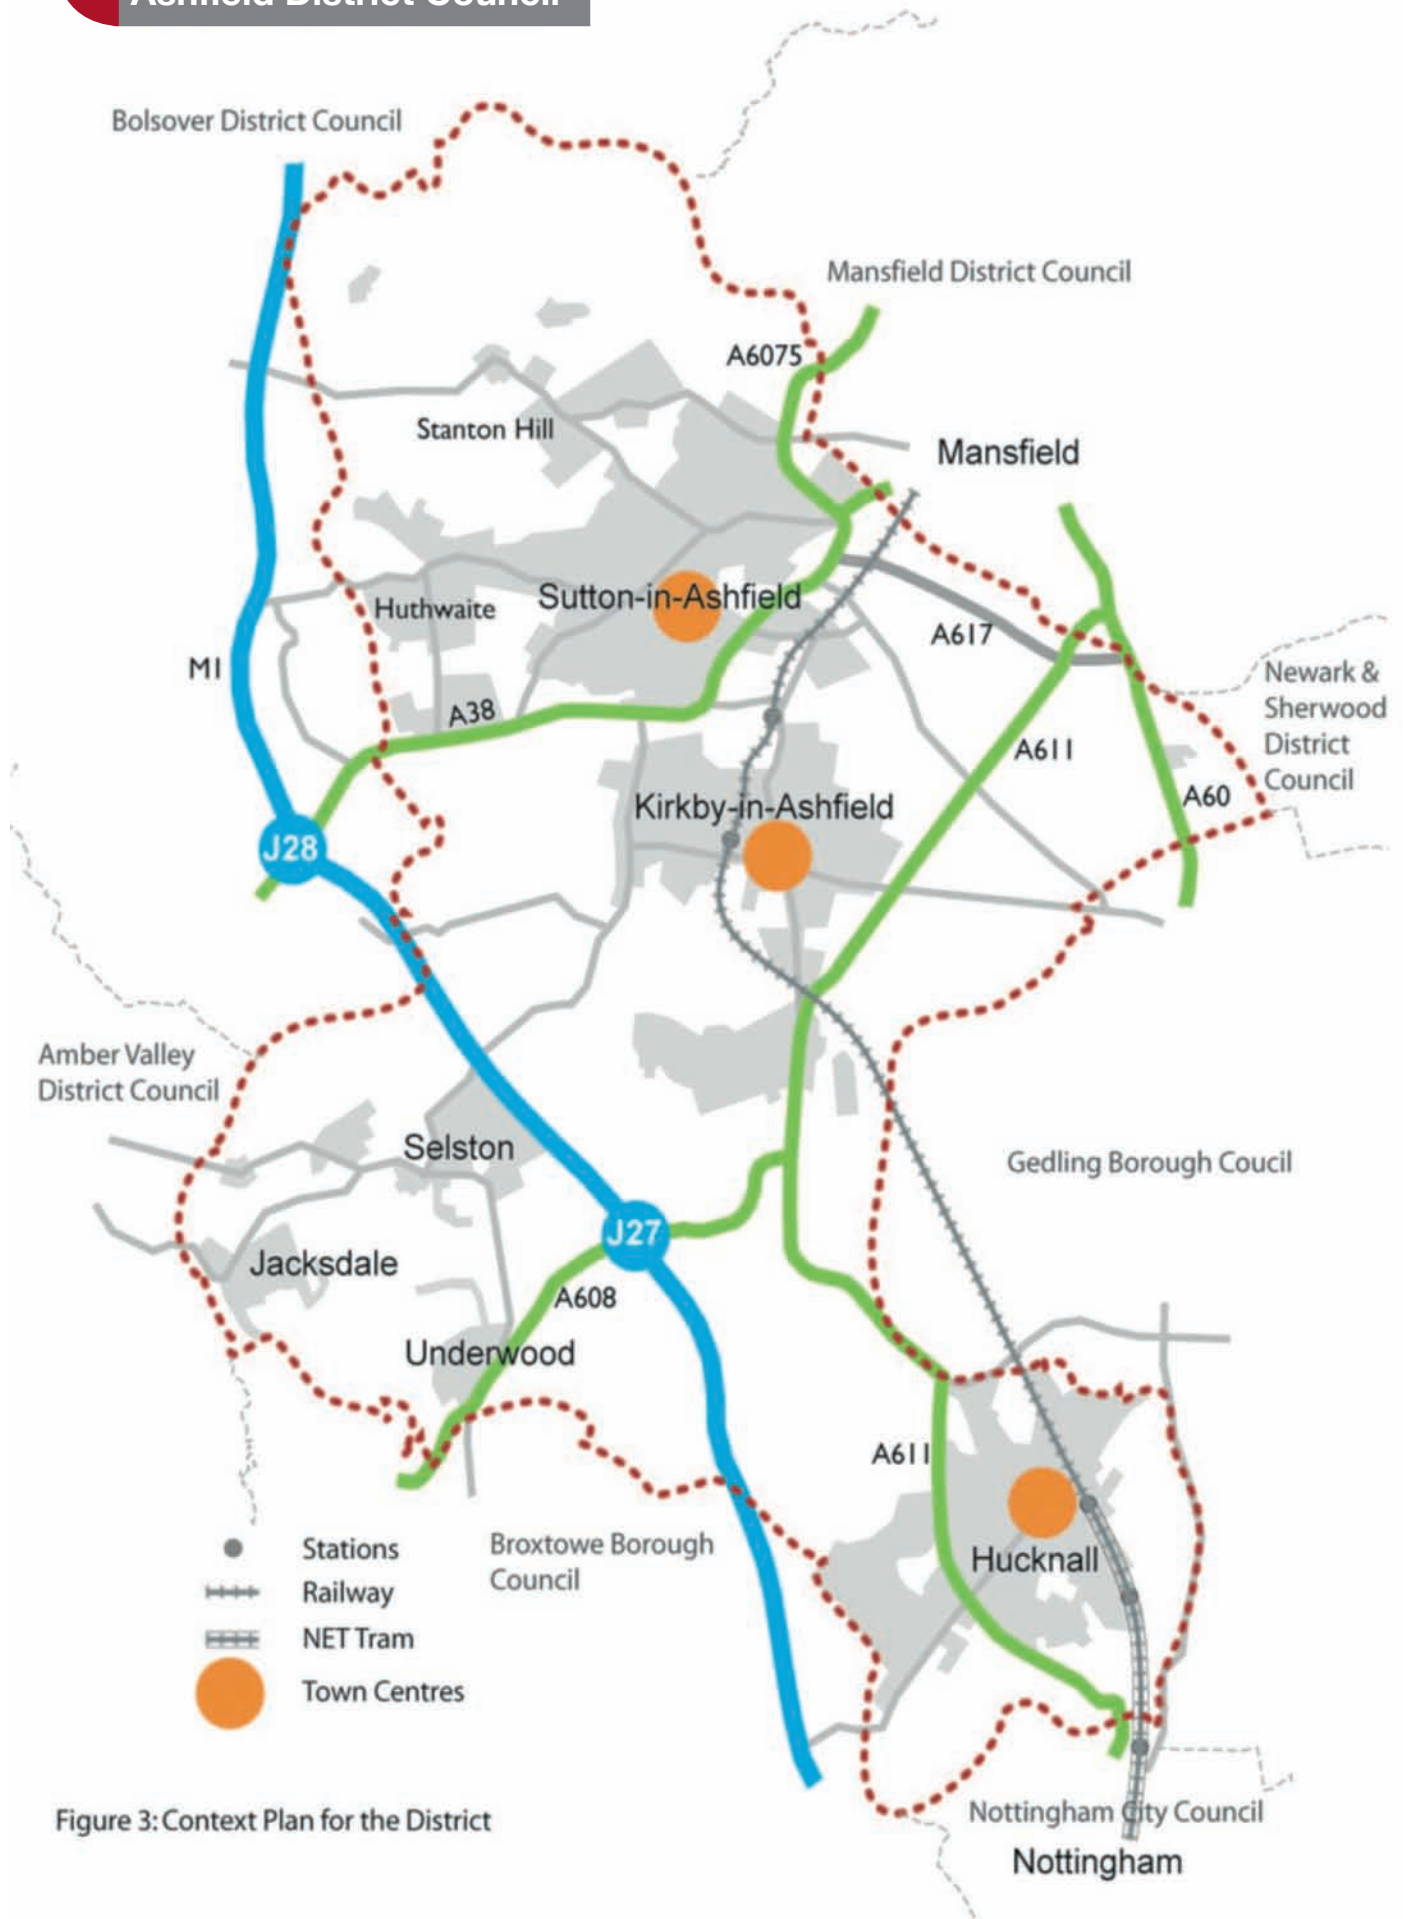 Ashfield District Council
Bolsover District Council
Mansfield District Council
A6075
Stanton Hill
Mansfield
Sutton-in-Ashfield
Huthwaite
A617
M1
Newark &
Sherwood
District
Council
A38
A611
A60
Kirkby-in-Ashfield
J28
Amber Valley
District Council
Selston
Gedling Borough Coucil
J27
Jacksdale
A608
Underwood
A611
Stations
Railway
NET Tram
Town Centres
Broxtowe Borough
Council
Hucknall
Figure 3: Context Plan for the District
Nottingham City Council
Nottingham